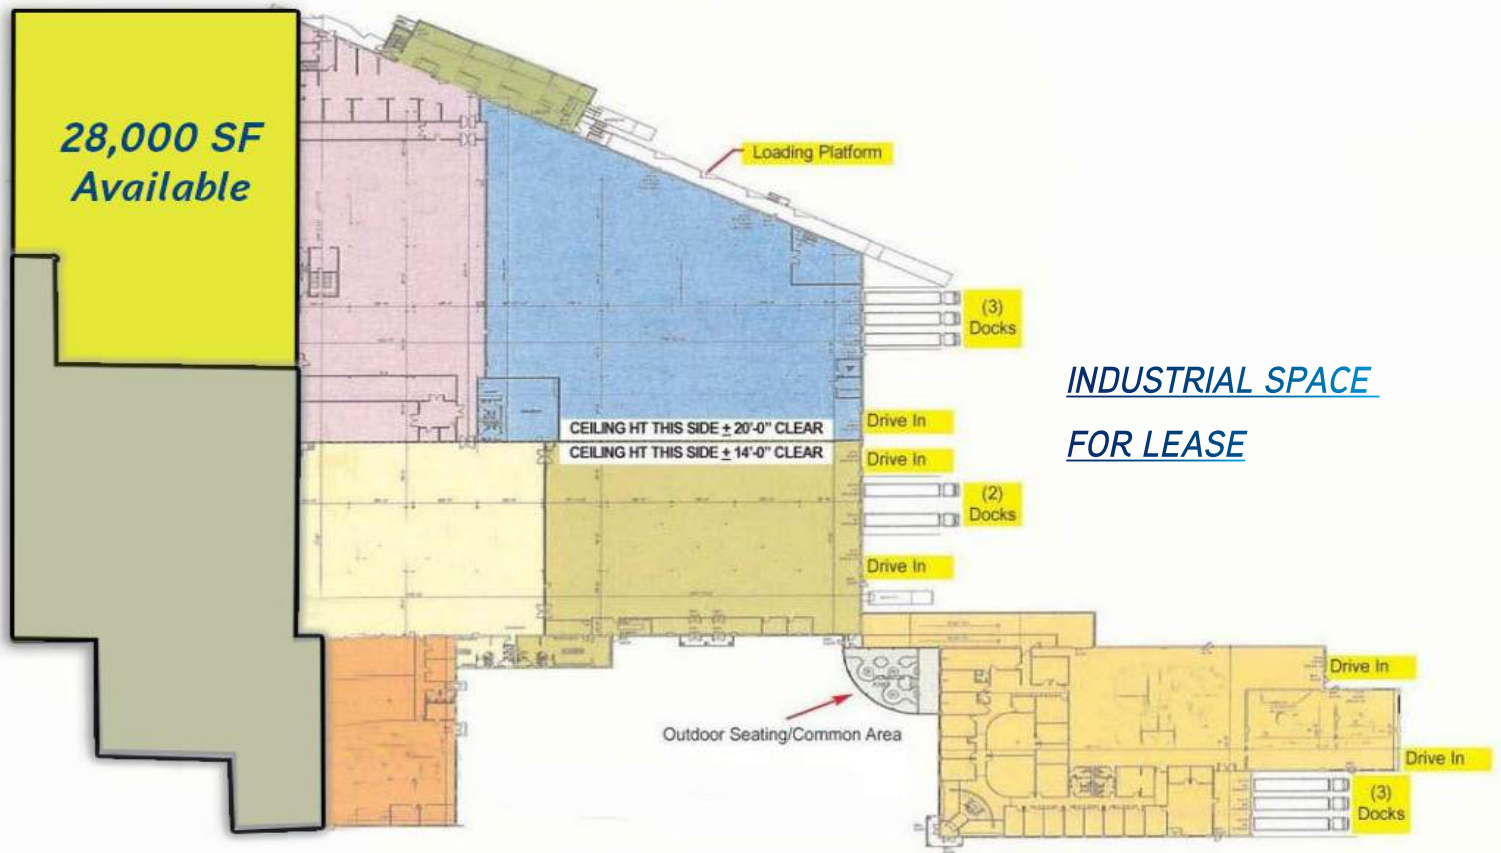 28,000 SF
Available
Loading Platform
(3)
Docks
INDUSTRIAL SPACE
FOR LEASE
Drive In
CEILING HT THIS SIDE ± 20'-0" CLEAR
CEILING HT THIS SIDE ± 14'-0" CLEAR
Drive In
(2)
Docks
Drive In
Drive In
Outdoor Seating/Common Area
Drive In
(3)
Docks